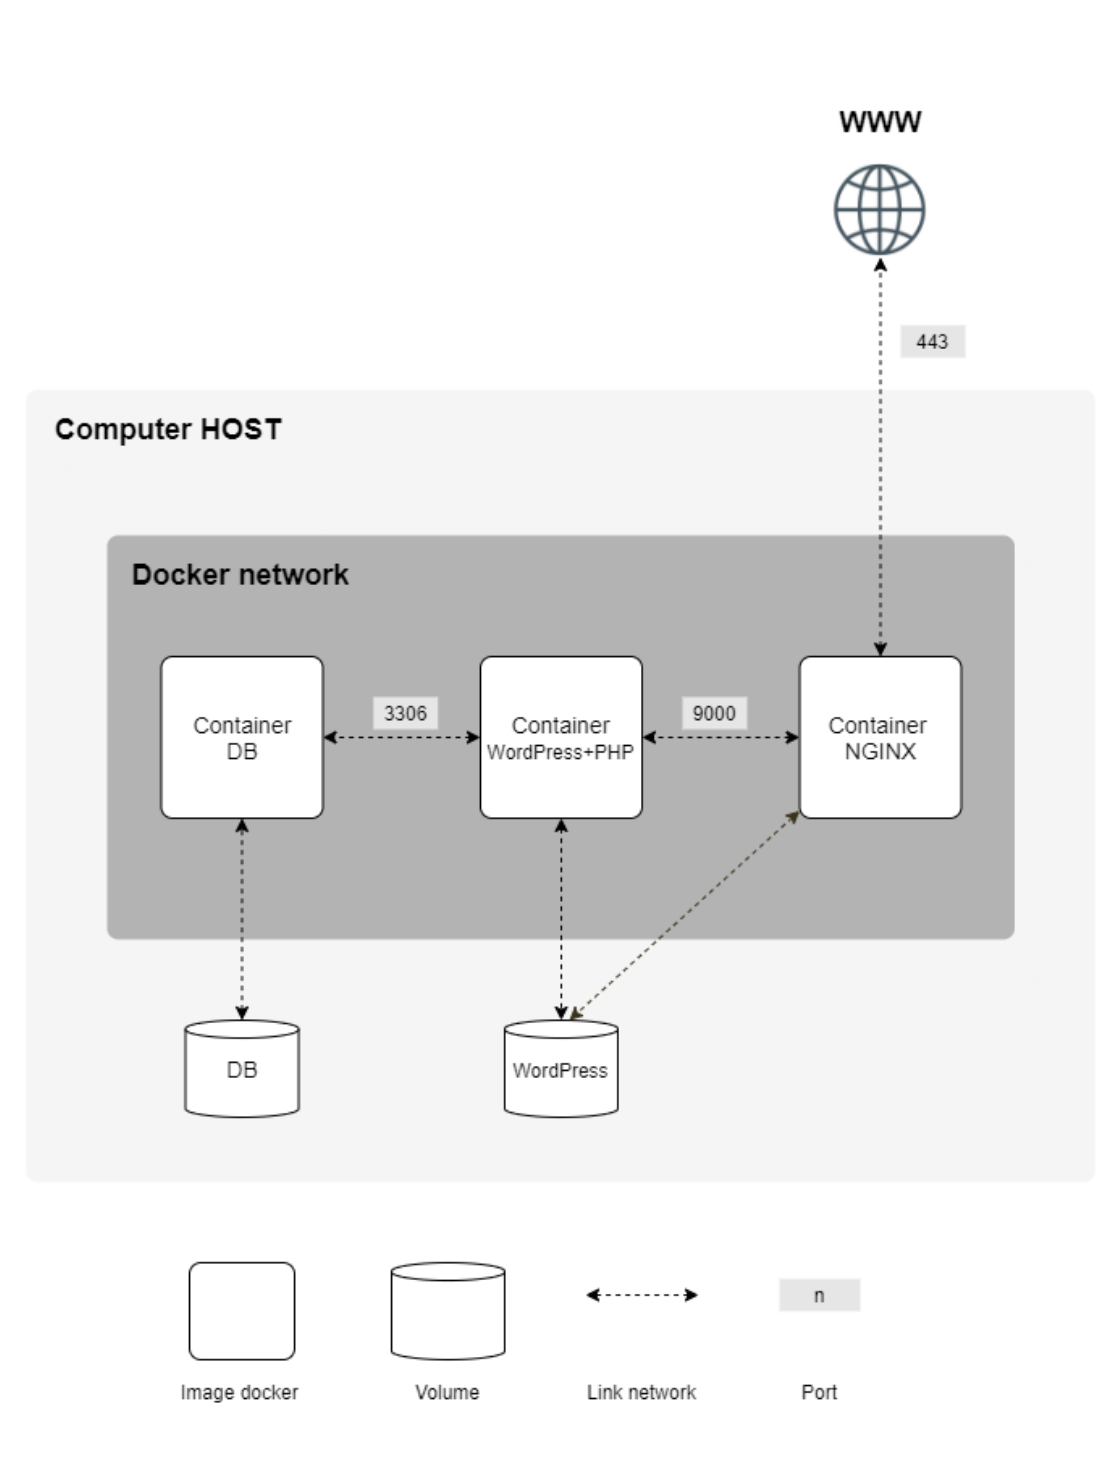 WWW
443
Computer HOST
Docker network
Container
DB
3306
Container
WordPress+PHP
9000
Container
NGINX
DB
WordPress
n
Image docker
Volume
Link network
Port